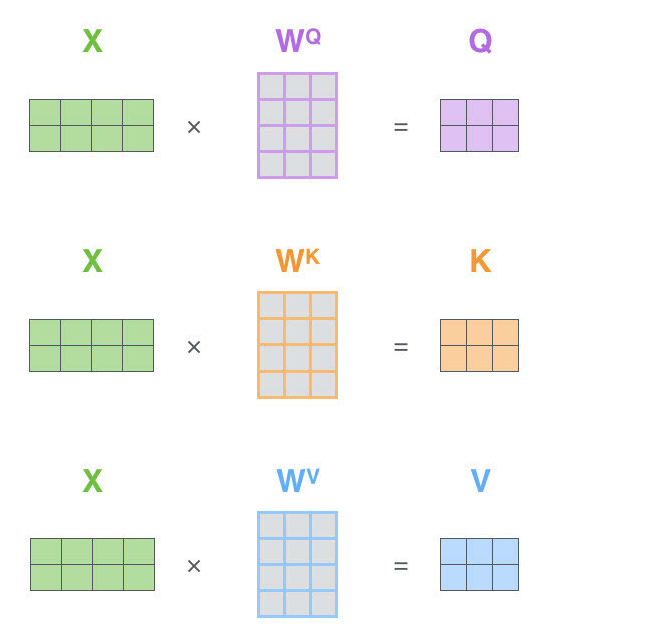 X W^Q Q
× =
X W^K K
× =
X W^V V
× =